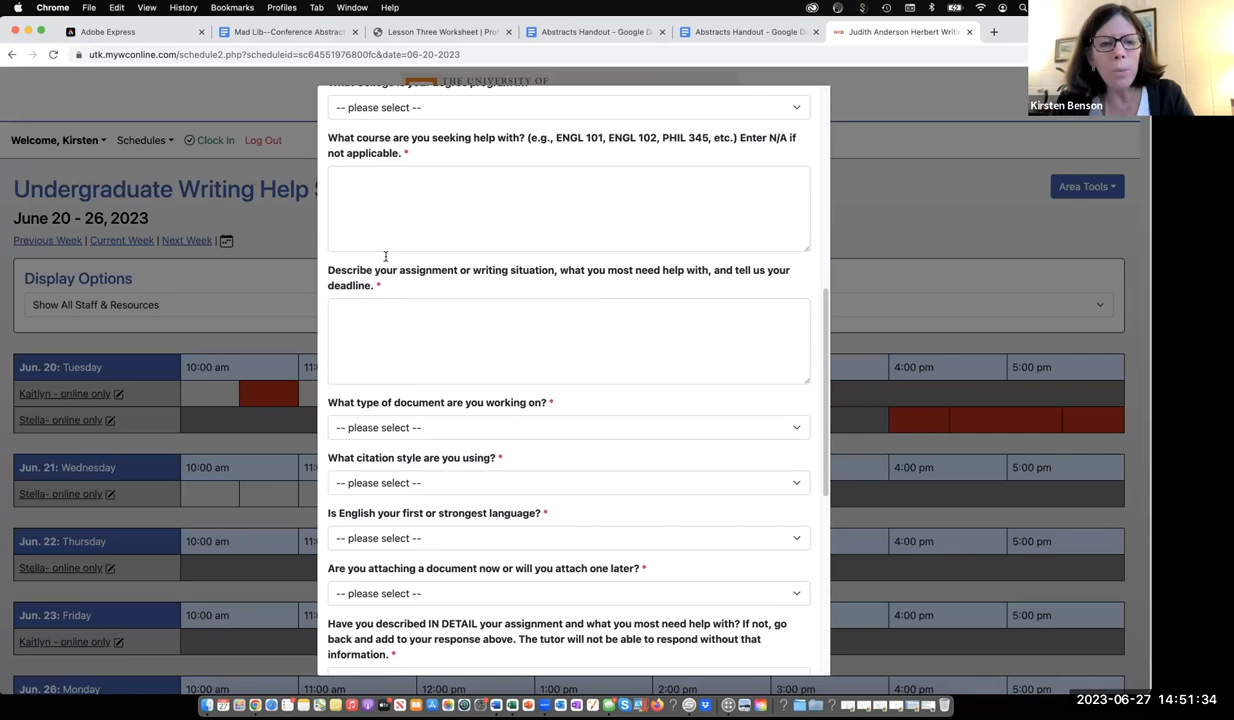 Chrome File Edit View History Bookmarks Profiles Tab Window Help
Adobe Express
Mad Lib--Conference Abstrac
Lesson Three Worksheet | Pro
Abstracts Handout - Google D
Abstracts Handout - Google D
Judith Anderson Herbert Writi
utk.mywconline.com/schedule2.php?scheduleid=sc64551976800fc&date=06-20-2023
Kirsten Benson
THE UNIVERSITY OF
-- please select --
Welcome, Kirsten Schedules Clock In Log Out
What course are you seeking help with? (e.g., ENGL 101, ENGL 102, PHIL 345, etc.) Enter N/A if
not applicable. *
Undergraduate Writing Help
Area Tools
June 20 - 26, 2023
Previous Week | Current Week | Next Week |
Describe your assignment or writing situation, what you most need help with, and tell us your
deadline. *
Display Options
Show All Staff & Resources
Jun. 20: Tuesday 10:00 am 4:00 pm 5:00 pm
Kaitlyn - online only
Stella- online only
What type of document are you working on? *
-- please select --
What citation style are you using? *
-- please select --
Jun. 21: Wednesday 10:00 am 4:00 pm 5:00 pm
Stella- online only
Is English your first or strongest language? *
-- please select --
Jun. 22: Thursday 10:00 am 4:00 pm 5:00 pm
Stella- online only
Are you attaching a document now or will you attach one later? *
-- please select --
Jun. 23: Friday 10:00 am 4:00 pm 5:00 pm
Kaitlyn - online only
Have you described IN DETAIL your assignment and what you most need help with? If not, go
back and add to your response above. The tutor will not be able to respond without that
information. *
Jun. 26: Monday 10:00 am 11:00 am 12:00 pm 1:00 pm 2:00 pm 3:00 pm 4:00 pm 5:00 pm
2023-06-27 14:51:34